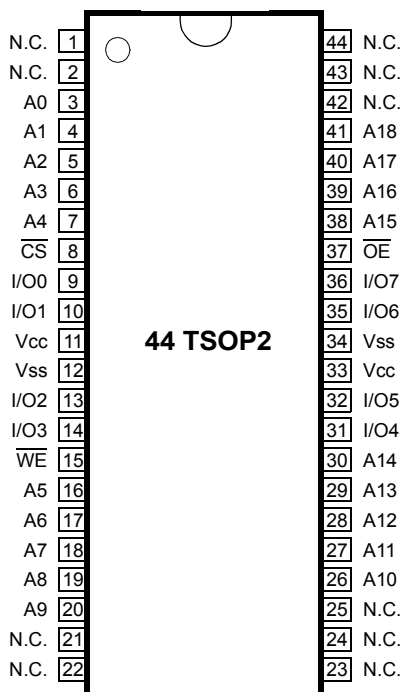 N.C. 1 44 N.C.
N.C. 2 43 N.C.
A0 3 42 N.C.
A1 4 41 A18
A2 5 40 A17
A3 6 39 A16
A4 7 38 A15
CS 8 37 OE
I/O0 9 36 I/O7
I/O1 10 35 I/O6
Vcc 11 44 TSOP2 34 Vss
Vss 12 33 Vcc
I/O2 13 32 I/O5
I/O3 14 31 I/O4
WE 15 30 A14
A5 16 29 A13
A6 17 28 A12
A7 18 27 A11
A8 19 26 A10
A9 20 25 N.C.
N.C. 21 24 N.C.
N.C. 22 23 N.C.